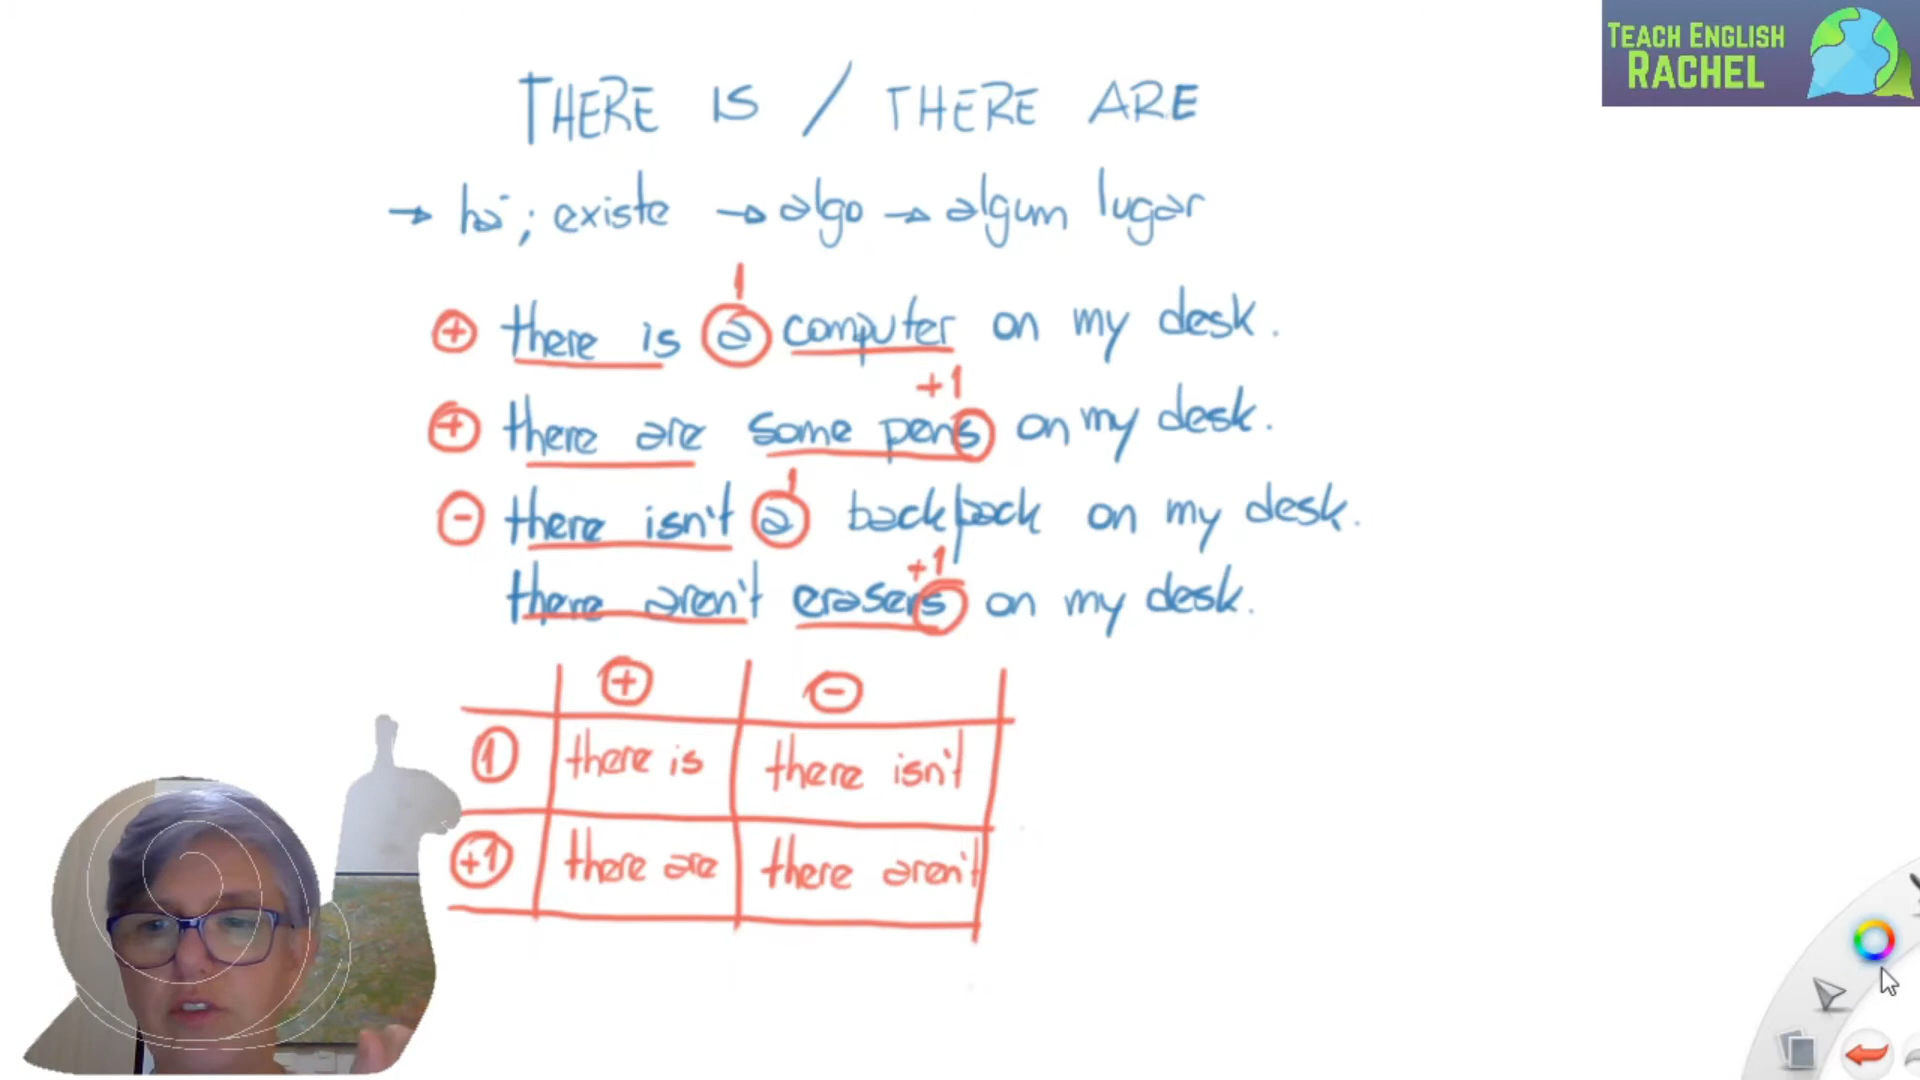 TEACH ENGLISH
RACHEL
THERE IS / THERE ARE
→ há; existe → algo → algum lugar
1
+ there is a computer on my desk.
+1
+ there are some pens on my desk.
1
- there isn't a backpack on my desk.
+1
there aren't erasers on my desk.
+ -
1 there is there isn't
+1 there are there aren't